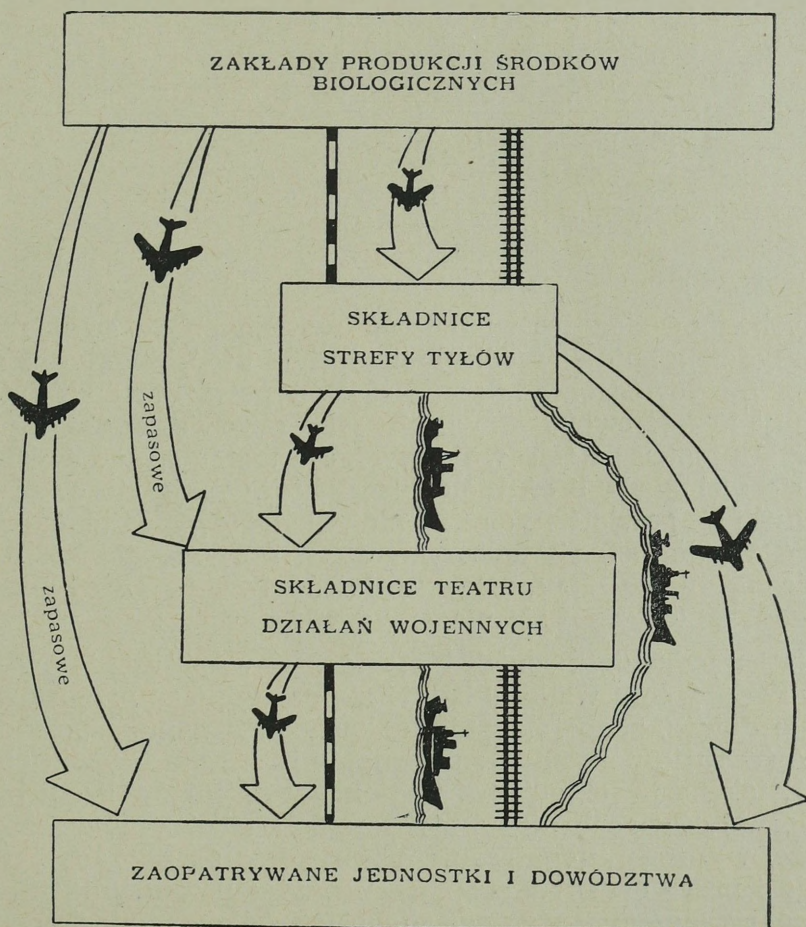 ZAKŁADY PRODUKCJI ŚRODKÓW
BIOLOGICZNYCH
SKŁADNICE
STREFY TYŁÓW
zapasowe
SKŁADNICE TEATRU
DZIAŁAŃ WOJENNYCH
zapasowe
ZAOPATRYWANE JEDNOSTKI I DOWÓDZTWA